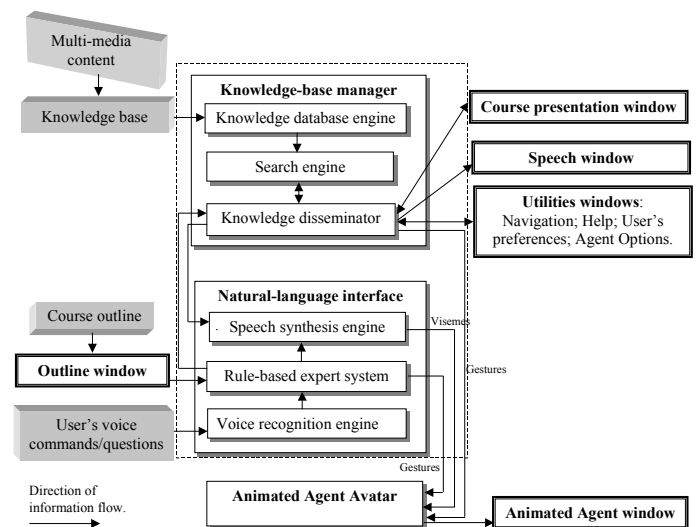 Multi-media
content
Knowledge base
Knowledge-base manager
Knowledge database engine
Search engine
Knowledge disseminator
Course presentation window
Speech window
Utilities windows:
Navigation; Help; User's
preferences; Agent Options.
Natural-language interface
Speech synthesis engine
Visemes
Course outline
Outline window
Rule-based expert system
Gestures
User's voice
commands/questions
Voice recognition engine
Gestures
Direction of
information flow.
Animated Agent Avatar
Animated Agent window